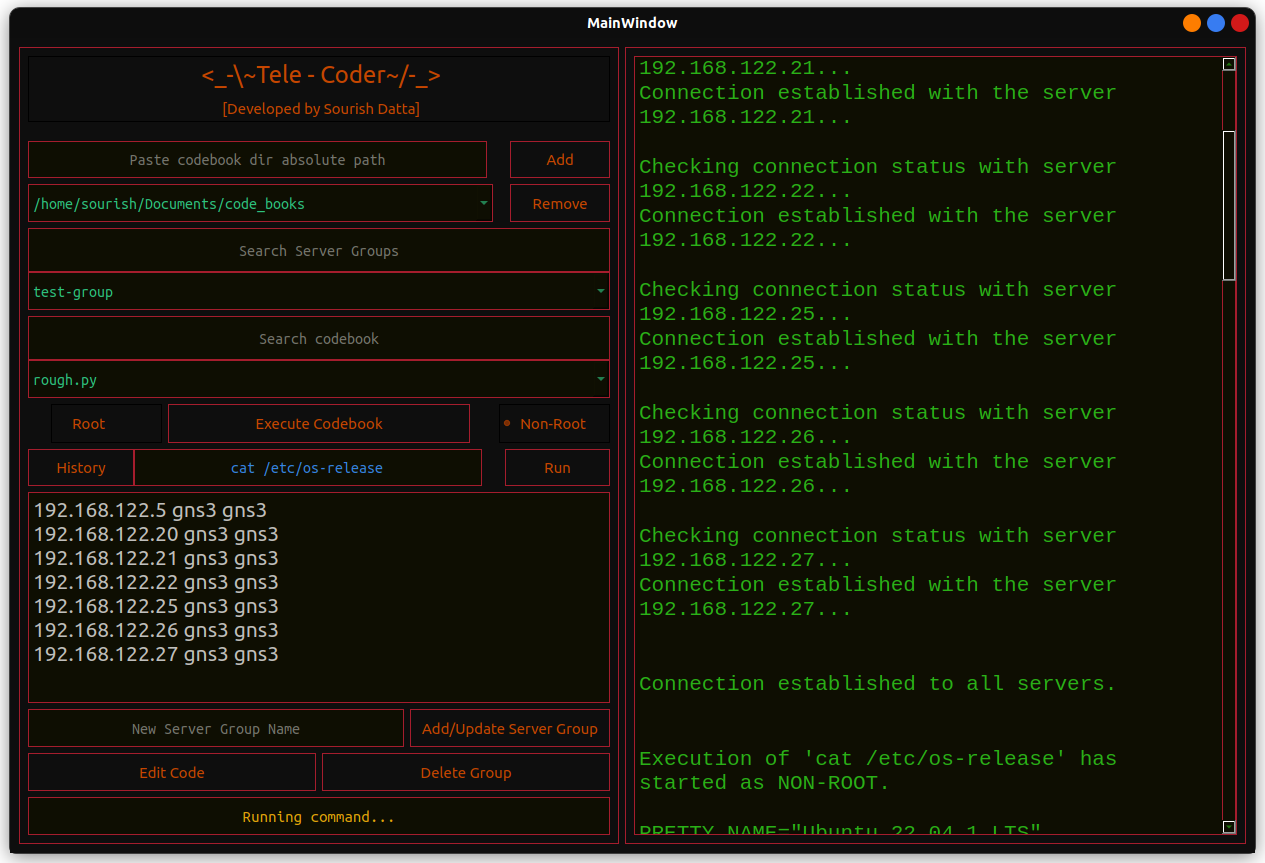 MainWindow
<_-\~Tele - Coder~/-_>
[Developed by Sourish Datta]
Paste codebook dir absolute path
Add
/home/sourish/Documents/code_books
Remove
Search Server Groups
test-group
Search codebook
rough.py
Root
Execute Codebook
Non-Root
History
cat /etc/os-release
Run
192.168.122.5 gns3 gns3
192.168.122.20 gns3 gns3
192.168.122.21 gns3 gns3
192.168.122.22 gns3 gns3
192.168.122.25 gns3 gns3
192.168.122.26 gns3 gns3
192.168.122.27 gns3 gns3
New Server Group Name
Add/Update Server Group
Edit Code
Delete Group
Running command...
192.168.122.21...
Connection established with the server
192.168.122.21...
Checking connection status with server
192.168.122.22...
Connection established with the server
192.168.122.22...
Checking connection status with server
192.168.122.25...
Connection established with the server
192.168.122.25...
Checking connection status with server
192.168.122.26...
Connection established with the server
192.168.122.26...
Checking connection status with server
192.168.122.27...
Connection established with the server
192.168.122.27...
Connection established to all servers.
Execution of 'cat /etc/os-release' has
started as NON-ROOT.
PRETTY_NAME="Ubuntu 22.04.1 LTS"